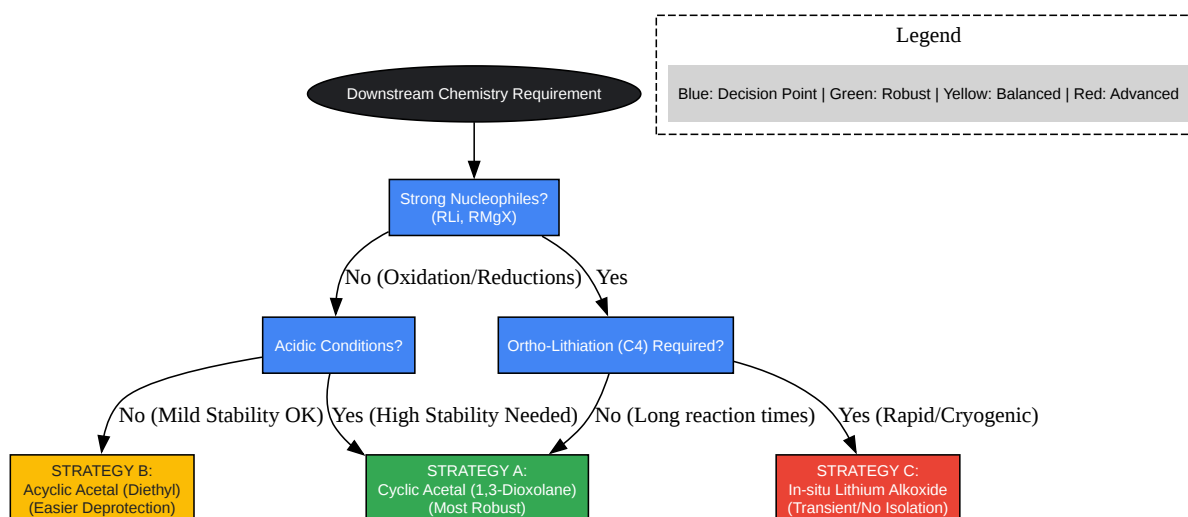 Legend
Blue: Decision Point | Green: Robust | Yellow: Balanced | Red: Advanced
Downstream Chemistry Requirement
Strong Nucleophiles?
(RLi, RMgX)
No (Oxidation/Reductions)
Yes
Acidic Conditions?
Ortho-Lithiation (C4) Required?
No (Mild Stability OK)
Yes (High Stability Needed)
No (Long reaction times)
Yes (Rapid/Cryogenic)
STRATEGY B:
Acyclic Acetal (Diethyl)
(Easier Deprotection)
STRATEGY A:
Cyclic Acetal (1,3-Dioxolane)
(Most Robust)
STRATEGY C:
In-situ Lithium Alkoxide
(Transient/No Isolation)